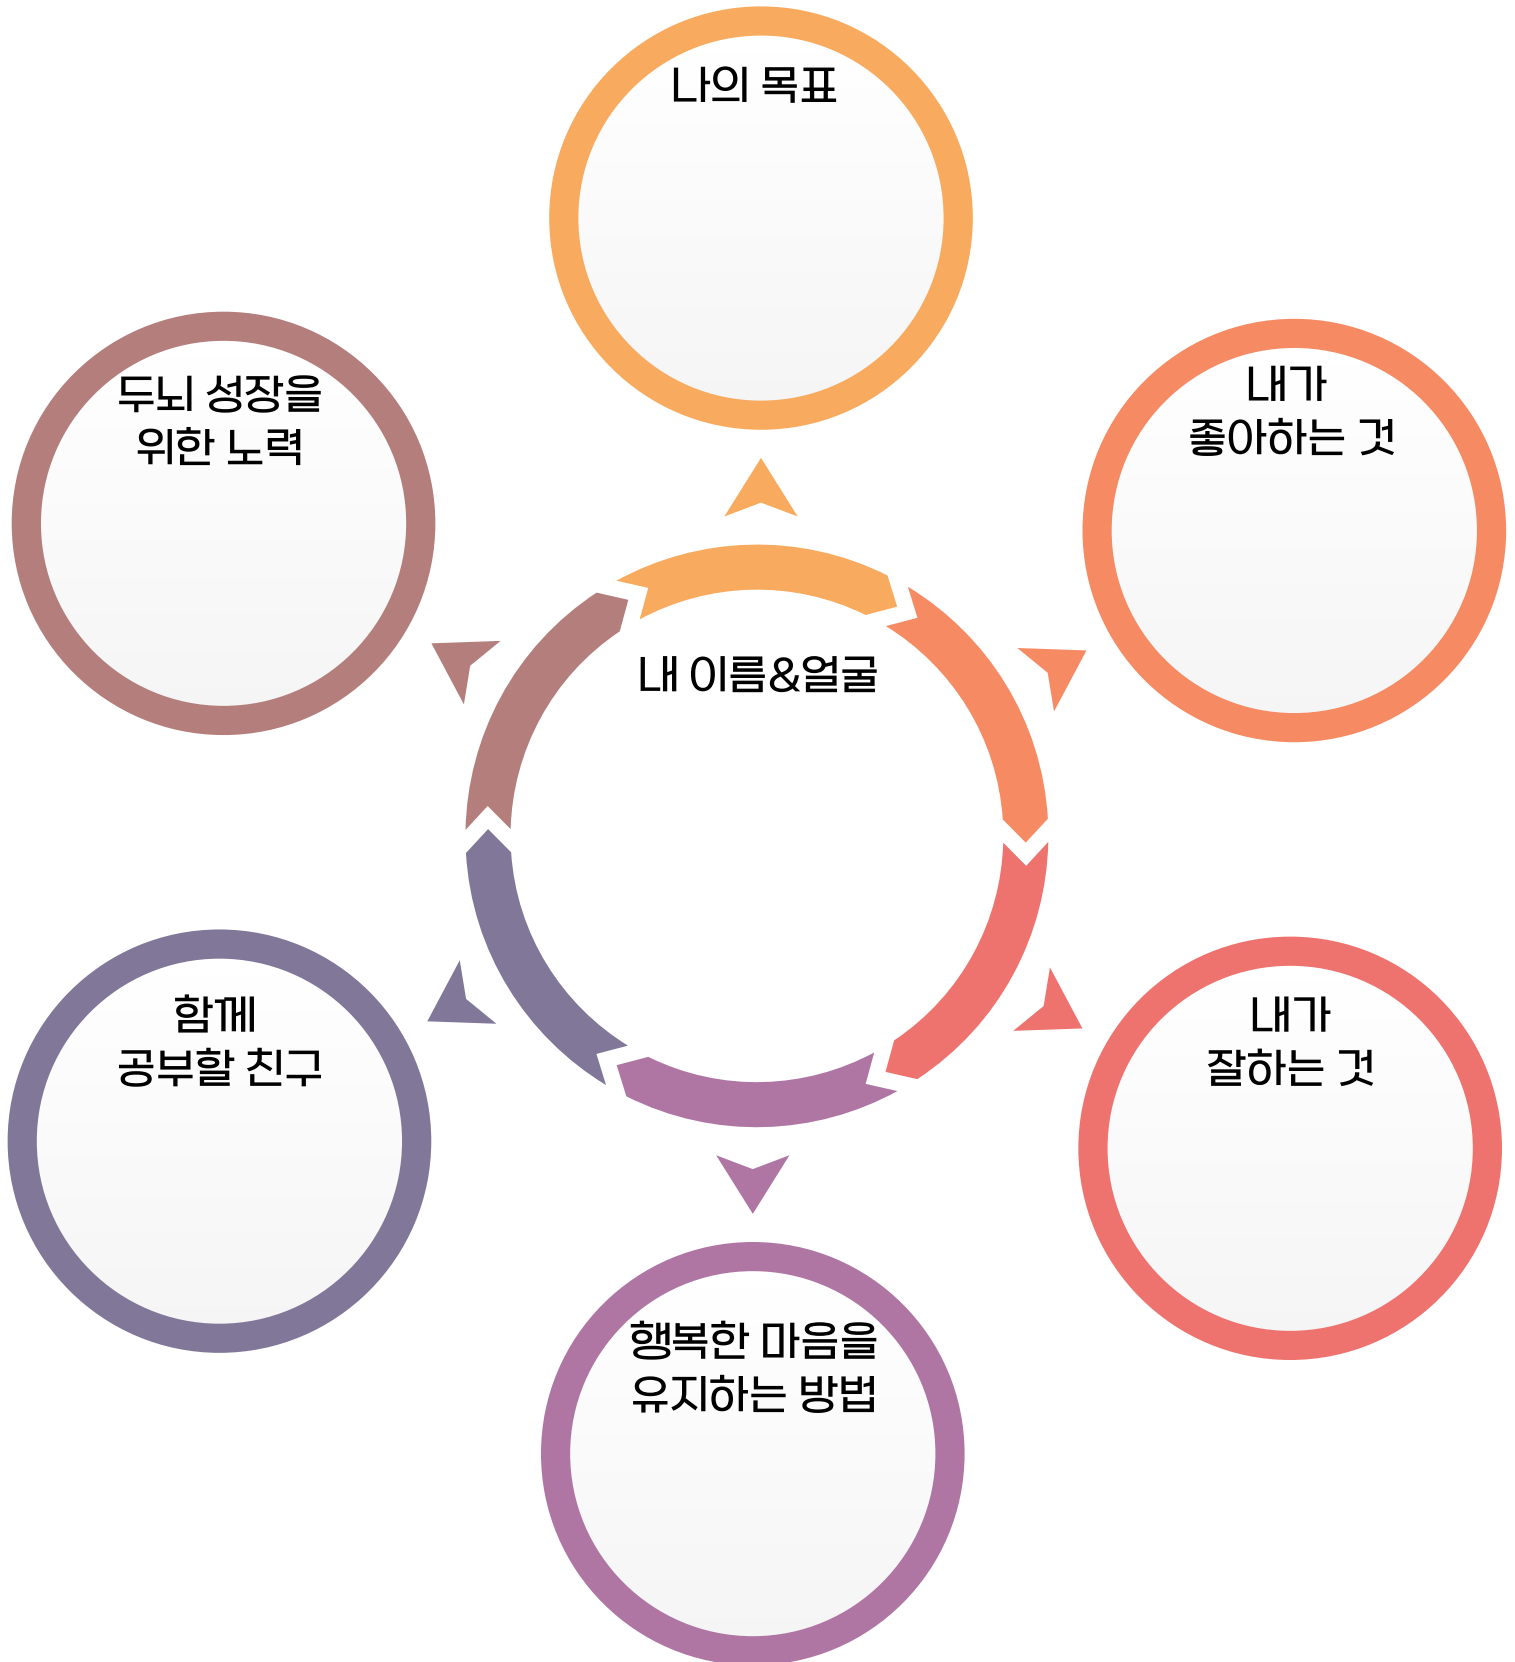 나의 목표
두뇌 성장을
위한 노력
내가
좋아하는 것
내 이름&얼굴
함께
공부할 친구
내가
잘하는 것
행복한 마음을
유지하는 방법